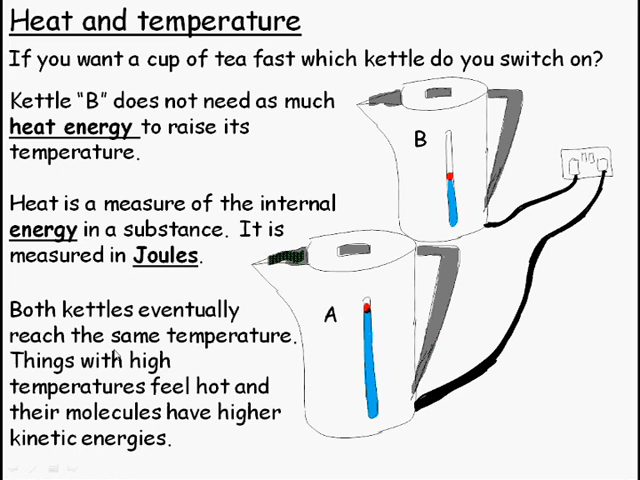 Heat and temperature
If you want a cup of tea fast which kettle do you switch on?
Kettle “B” does not need as much
heat energy to raise its
temperature.
Heat is a measure of the internal
energy in a substance. It is
measured in Joules.
Both kettles eventually
reach the same temperature.
Things with high
temperatures feel hot and
their molecules have higher
kinetic energies.
B
A